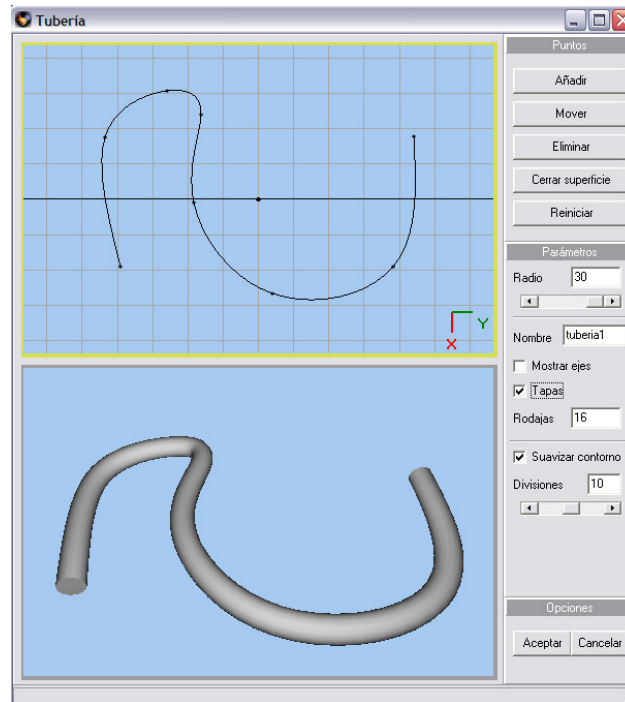 Tubería
Puntos
Añadir
Mover
Eliminar
Cerrar superficie
Reiniciar
Parámetros
Radio 30
Nombre tuberia1
Mostrar ejes
Tapas
Rodajas 16
Suavizar contorno
Divisiones 10
Opciones
Aceptar Cancelar
Y
X